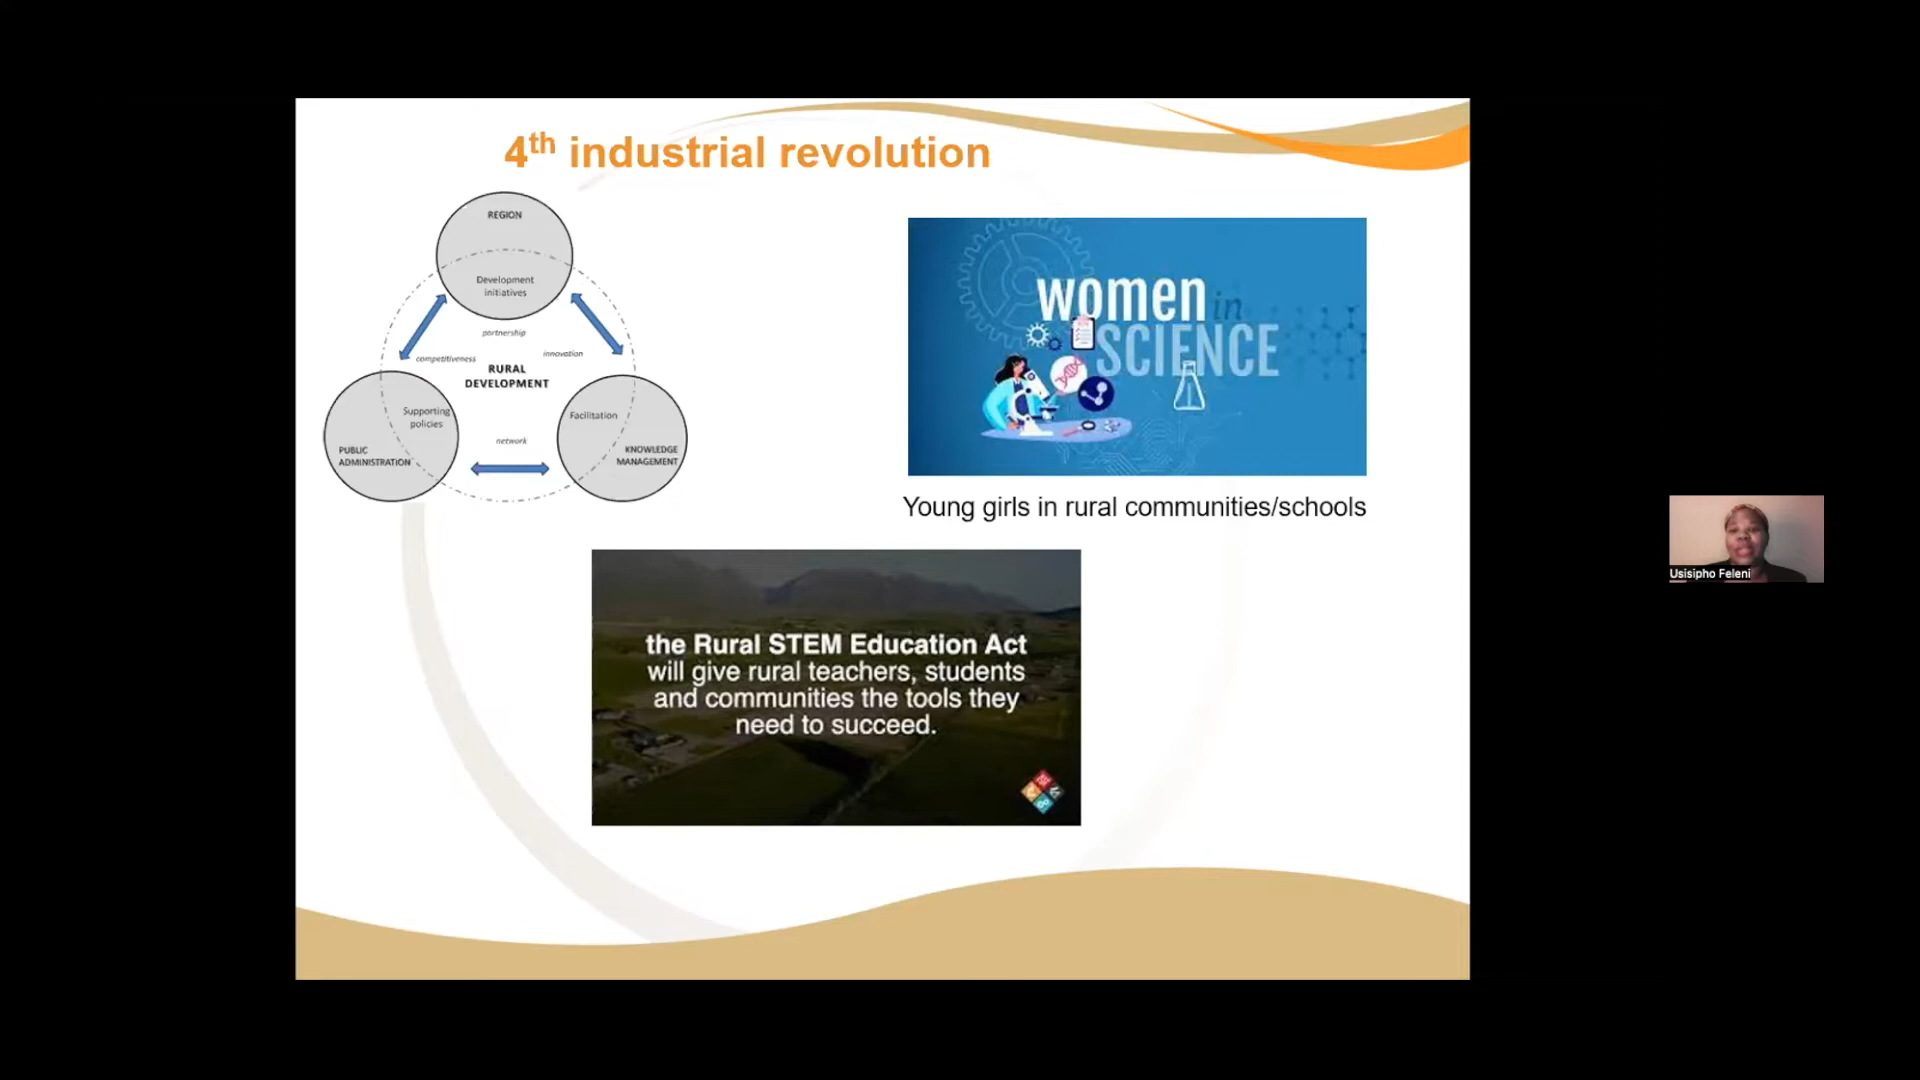 4th industrial revolution
REGION
Development
initiatives
partnership
competitiveness
innovation
RURAL
DEVELOPMENT
Supporting
policies
Facilitation
network
PUBLIC
ADMINISTRATION
KNOWLEDGE
MANAGEMENT
women in
SCIENCE
Young girls in rural communities/schools
the Rural STEM Education Act
will give rural teachers, students
and communities the tools they
need to succeed.
Usisipho Feleni